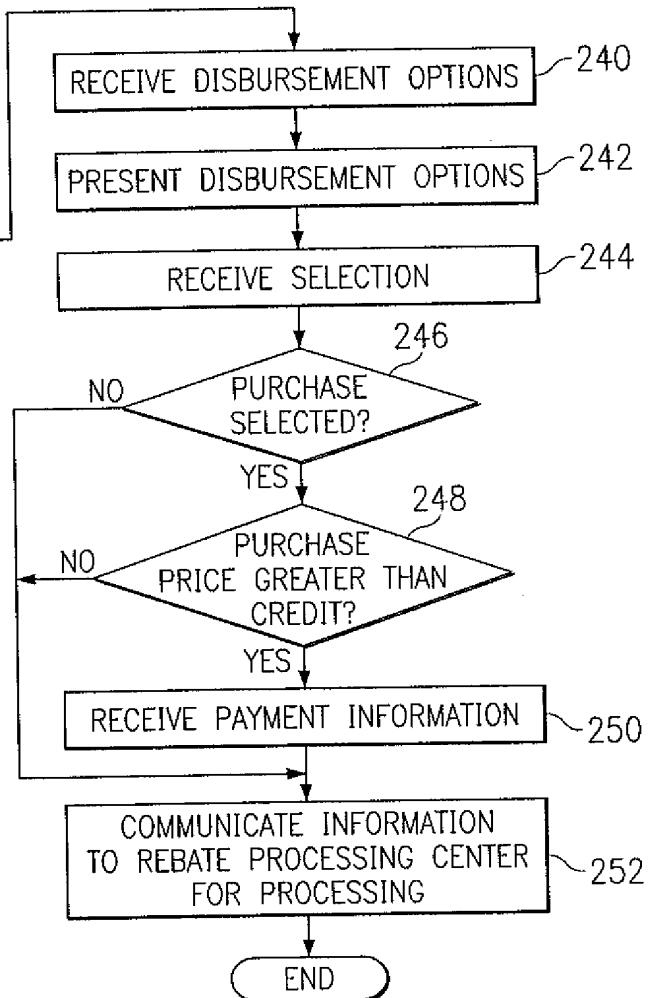 RECEIVE DISBURSEMENT OPTIONS
240
PRESENT DISBURSEMENT OPTIONS
242
RECEIVE SELECTION
244
246
NO
PURCHASE
SELECTED?
YES
248
NO
PURCHASE
PRICE GREATER THAN
CREDIT?
YES
RECEIVE PAYMENT INFORMATION
250
COMMUNICATE INFORMATION
TO REBATE PROCESSING CENTER
FOR PROCESSING
252
END